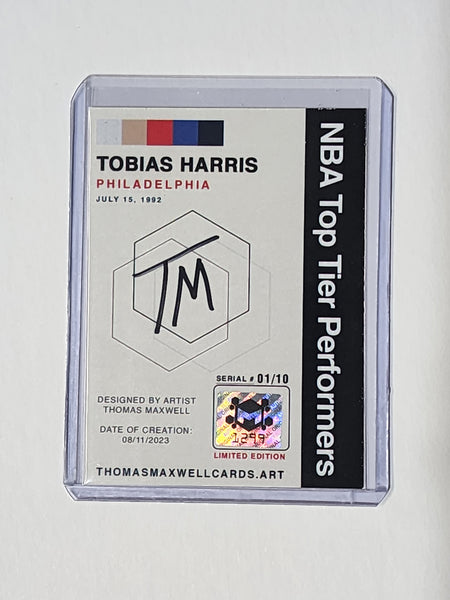 TOBIAS HARRIS
PHILADELPHIA
JULY 15, 1992
TM
SERIAL # 01/10
DESIGNED BY ARTIST
THOMAS MAXWELL
DATE OF CREATION:
08/11/2023
1299
LIMITED EDITION
THOMASMAXWELLCARDS.ART
NBA Top Tier Performers